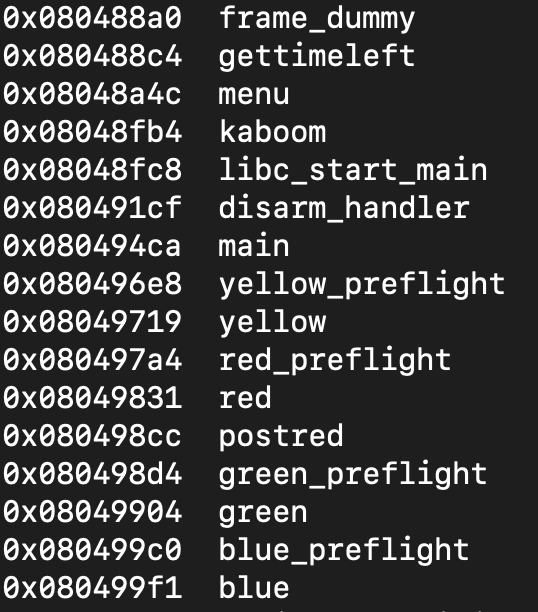 0x080488a0  frame_dummy
0x080488c4  gettimeleft
0x08048a4c  menu
0x08048fb4  kaboom
0x08048fc8  libc_start_main
0x080491cf  disarm_handler
0x080494ca  main
0x080496e8  yellow_preflight
0x08049719  yellow
0x080497a4  red_preflight
0x08049831  red
0x080498cc  postred
0x080498d4  green_preflight
0x08049904  green
0x080499c0  blue_preflight
0x080499f1  blue